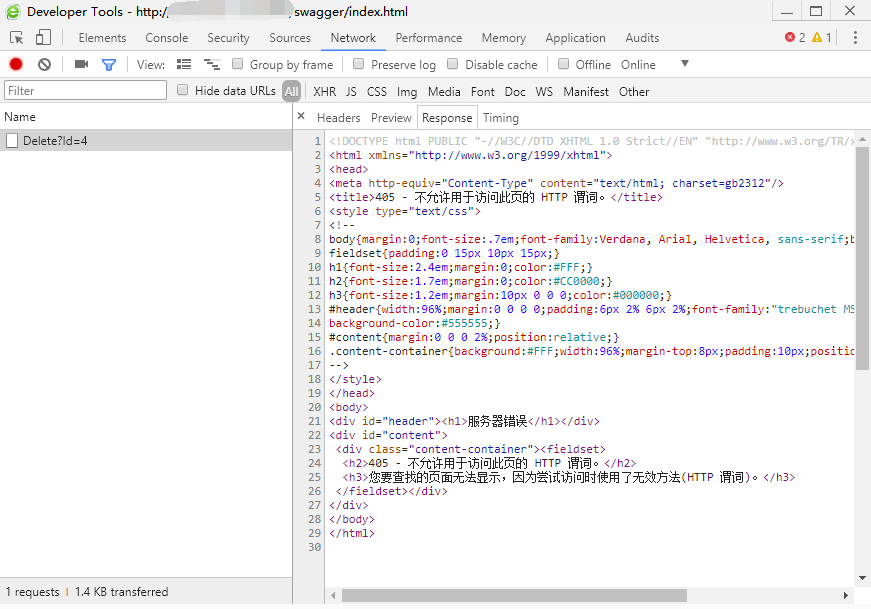 Developer Tools - http:/ /swagger/index.html
Elements Console Security Sources Network Performance Memory Application Audits 2 1
View: Group by frame Preserve log Disable cache Offline Online
Filter Hide data URLs All XHR JS CSS Img Media Font Doc WS Manifest Other
Name
Delete?Id=4
1 requests 1.4 KB transferred
× Headers Preview Response Timing
1 <!DOCTYPE html PUBLIC "-//W3C//DTD XHTML 1.0 Strict//EN" "http://www.w3.org/TR/x
2 <html xmlns="http://www.w3.org/1999/xhtml">
3 <head>
4 <meta http-equiv="Content-Type" content="text/html; charset=gb2312"/>
5 <title>405 - 不允许用于访问此页的 HTTP 谓词。</title>
6 <style type="text/css">
7 <!--
8 body{margin:0;font-size:.7em;font-family:Verdana, Arial, Helvetica, sans-serif;b
9 fieldset{padding:0 15px 10px 15px;}
10 h1{font-size:2.4em;margin:0;color:#FFF;}
11 h2{font-size:1.7em;margin:0;color:#CC0000;}
12 h3{font-size:1.2em;margin:10px 0 0 0;color:#000000;}
13 #header{width:96%;margin:0 0 0 0;padding:6px 2% 6px 2%;font-family:"trebuchet MS
14 background-color:#555555;}
15 #content{margin:0 0 0 2%;position:relative;}
16 .content-container{background:#FFF;width:96%;margin-top:8px;padding:10px;positio
17 -->
18 </style>
19 </head>
20 <body>
21 <div id="header"><h1>服务器错误</h1></div>
22 <div id="content">
23 <div class="content-container"><fieldset>
24 <h2>405 - 不允许用于访问此页的 HTTP 谓词。</h2>
25 <h3>您要查找的页面无法显示，因为尝试访问时使用了无效方法(HTTP 谓词)。</h3>
26 </fieldset></div>
27 </div>
28 </body>
29 </html>
30